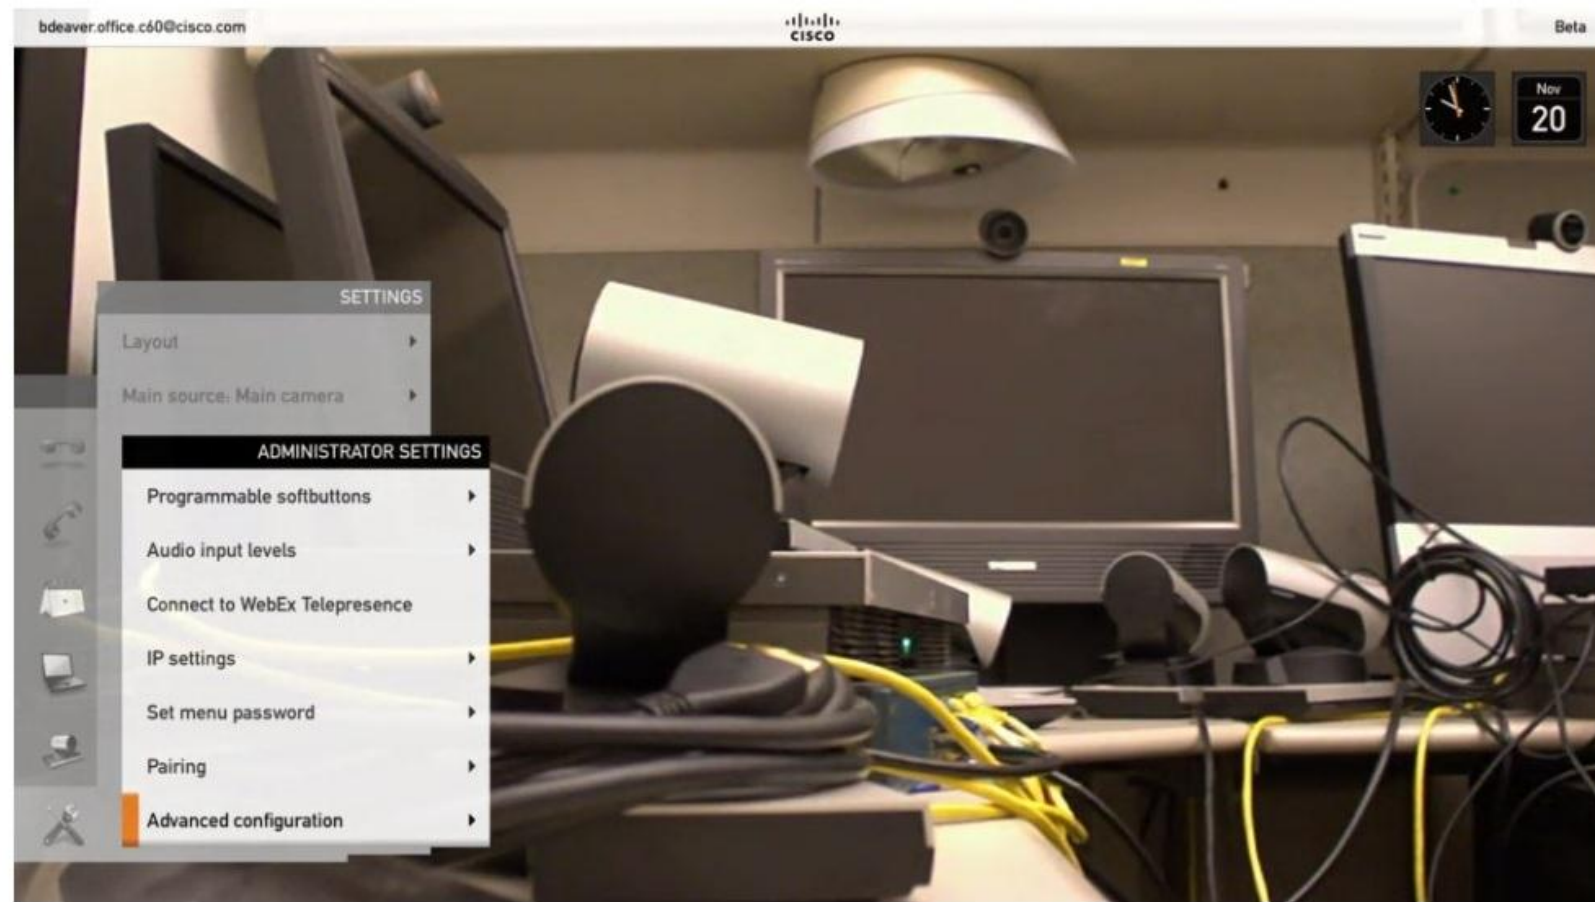 bdeaver.office.c60@cisco.com
CISCO
Beta
Nov
20
SETTINGS
Layout
Main source: Main camera
ADMINISTRATOR SETTINGS
Programmable softbuttons
Audio input levels
Connect to WebEx Telepresence
IP settings
Set menu password
Pairing
Advanced configuration